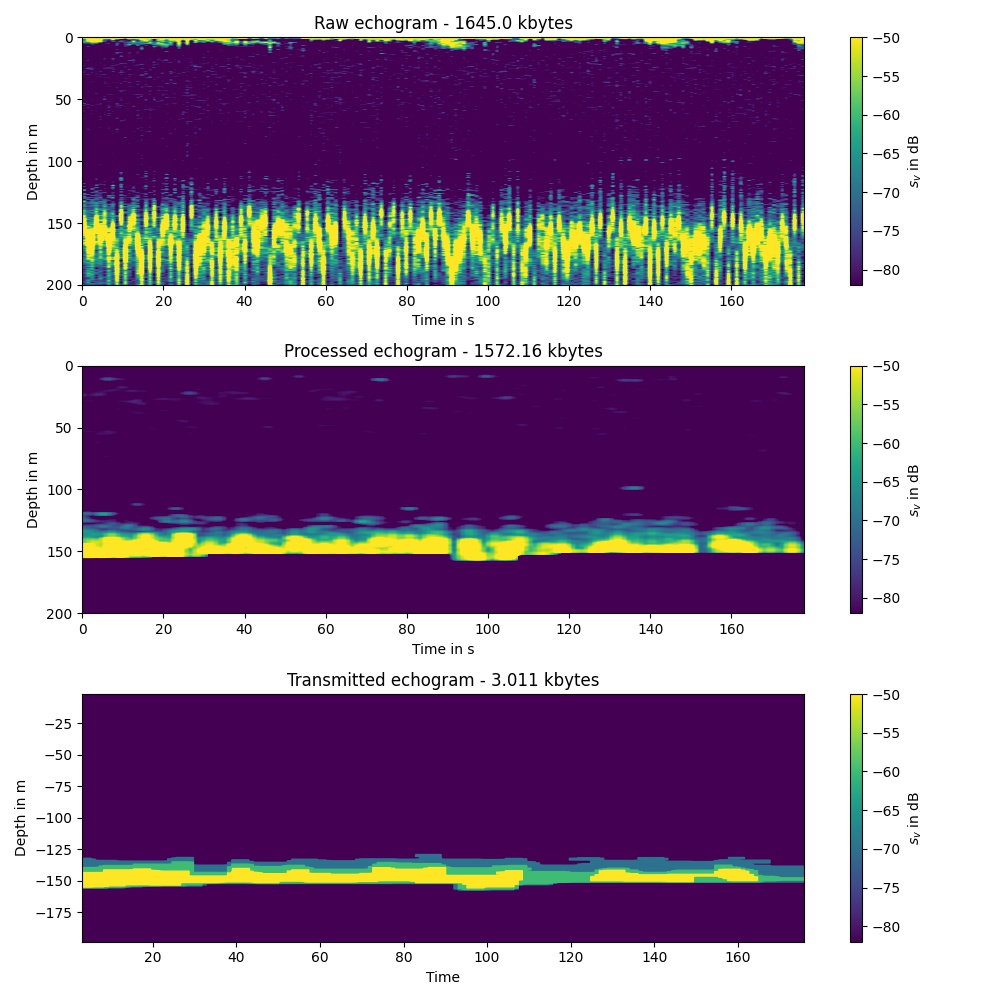 Raw echogram - 1645.0 kbytes
0
50
100
150
200
Depth in m
0 20 40 60 80 100 120 140 160
Time in s
−50
−55
−60
−65
−70
−75
−80
sv in dB
Processed echogram - 1572.16 kbytes
0
50
100
150
200
Depth in m
0 20 40 60 80 100 120 140 160
Time in s
−50
−55
−60
−65
−70
−75
−80
sv in dB
Transmitted echogram - 3.011 kbytes
−25
−50
−75
−100
−125
−150
−175
Depth in m
20 40 60 80 100 120 140 160
Time
−50
−55
−60
−65
−70
−75
−80
sv in dB